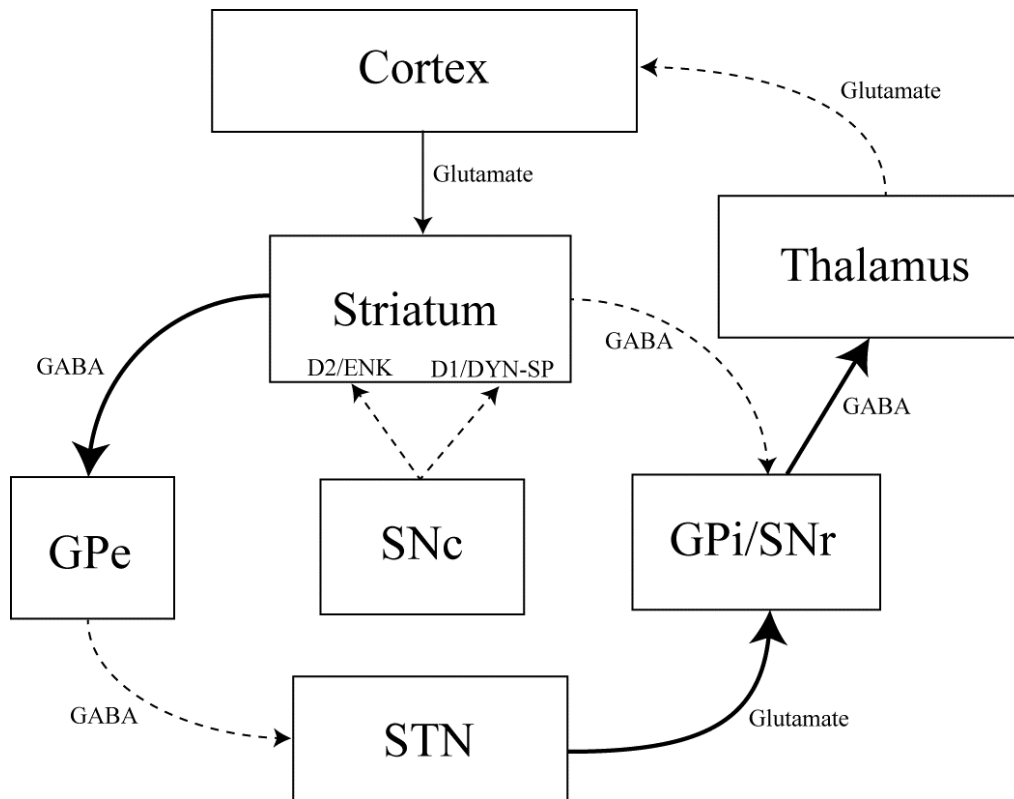 Cortex
Glutamate
Glutamate
Thalamus
Striatum
D2/ENK
D1/DYN-SP
GABA
GABA
GABA
GPe
SNc
GPi/SNr
GABA
STN
Glutamate